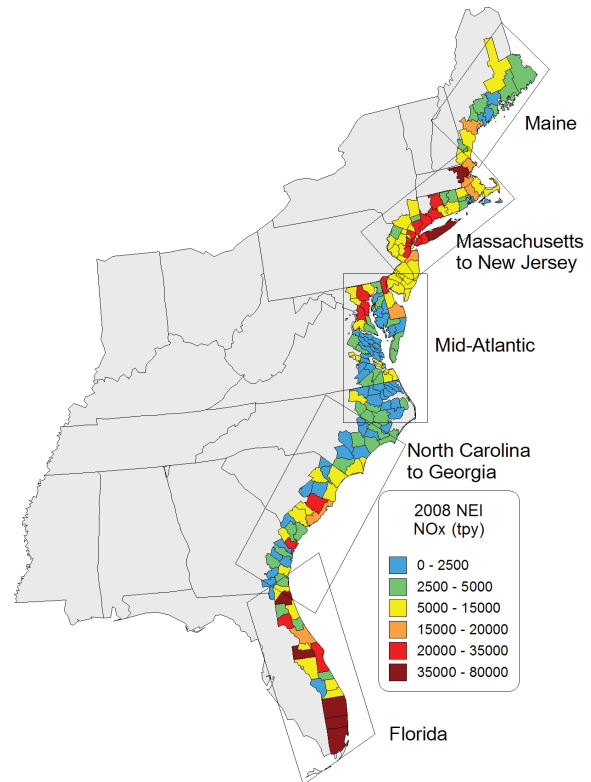 Maine
Massachusetts
to New Jersey
Mid-Atlantic
North Carolina
to Georgia
2008 NEI
NOx (tpy)
0 - 2500
2500 - 5000
5000 - 15000
15000 - 20000
20000 - 35000
35000 - 80000
Florida